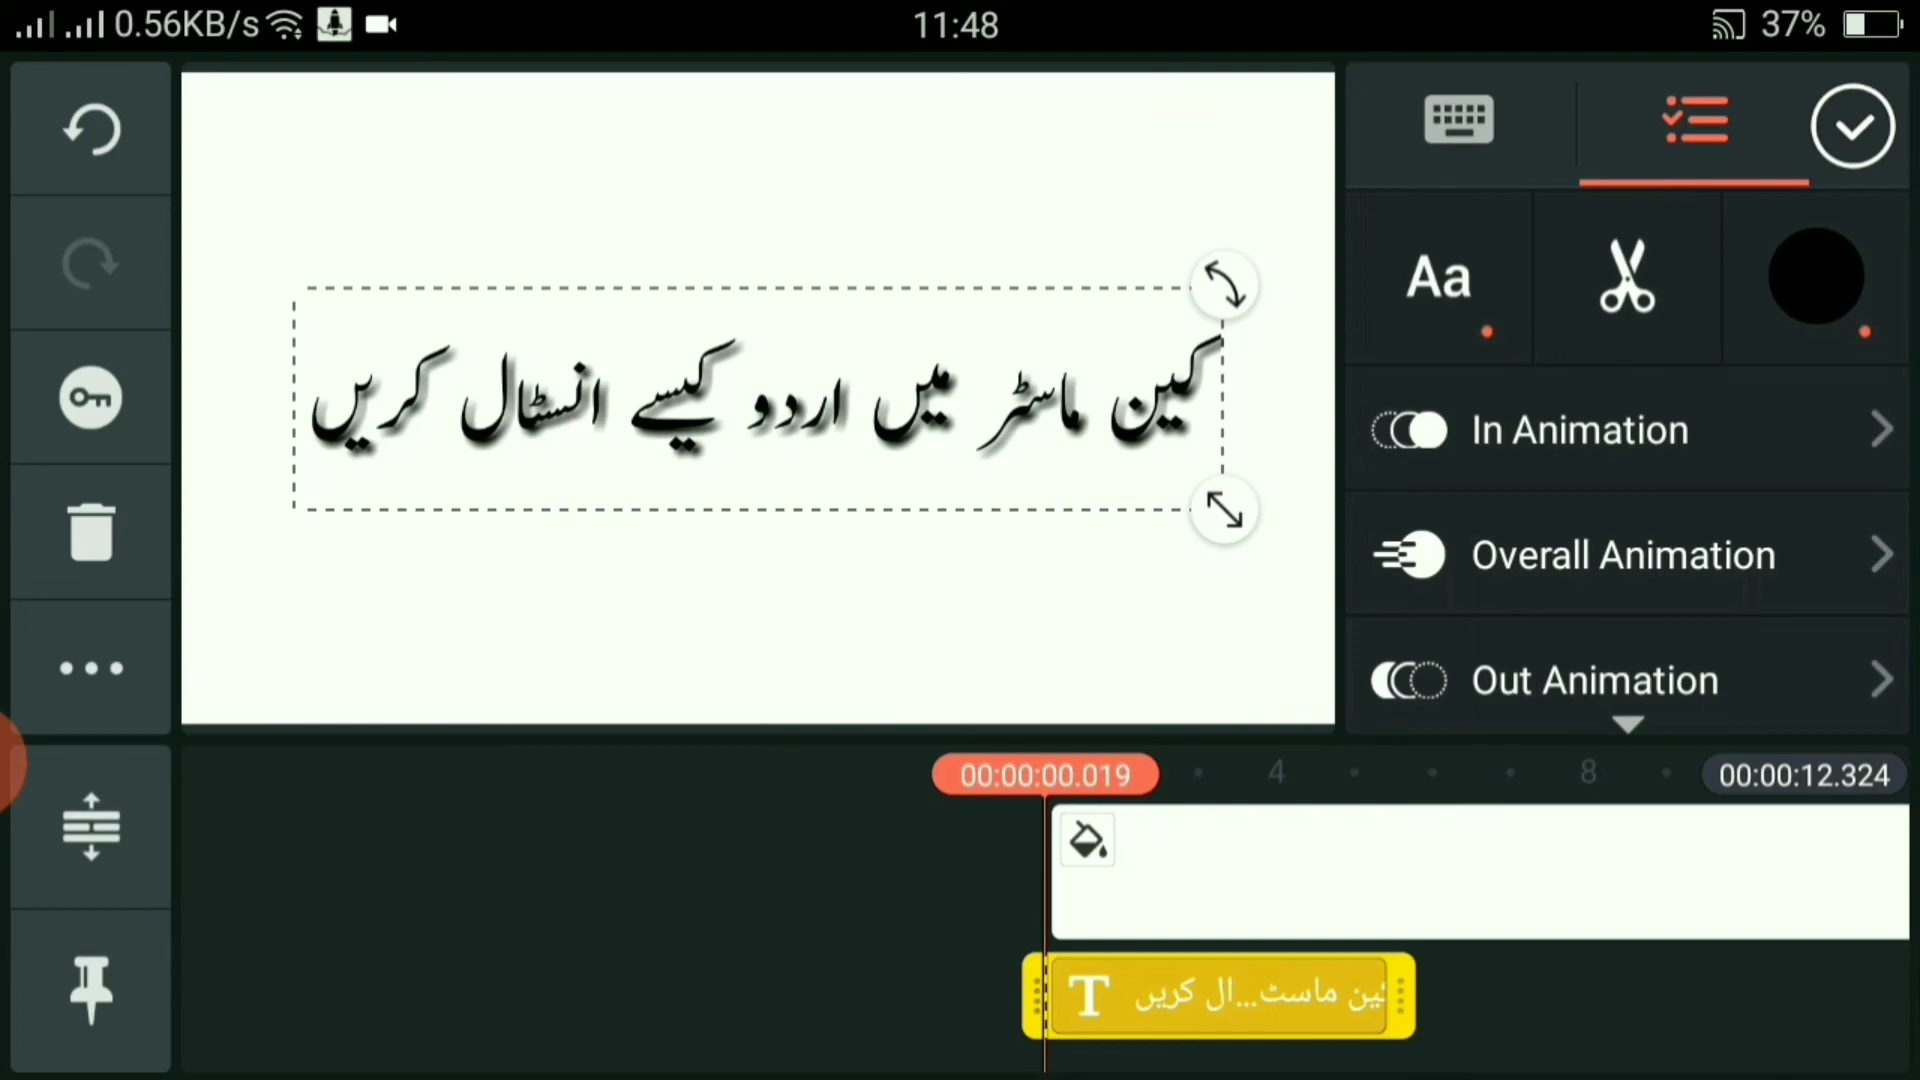 0.56KB/s
11:48
37%
کین ماسٹر میں اردو کیسے انسٹال کریں
Aa
In Animation
Overall Animation
Out Animation
00:00:00.019
4
8
00:00:12.324
T
ین ماسٹ...ال کریں